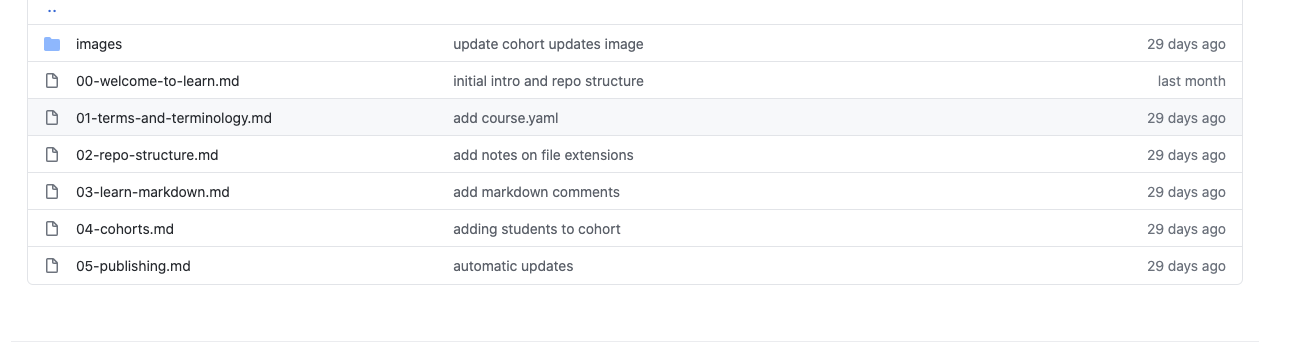 ..
images update cohort updates image 29 days ago
00-welcome-to-learn.md initial intro and repo structure last month
01-terms-and-terminology.md add course.yaml 29 days ago
02-repo-structure.md add notes on file extensions 29 days ago
03-learn-markdown.md add markdown comments 29 days ago
04-cohorts.md adding students to cohort 29 days ago
05-publishing.md automatic updates 29 days ago